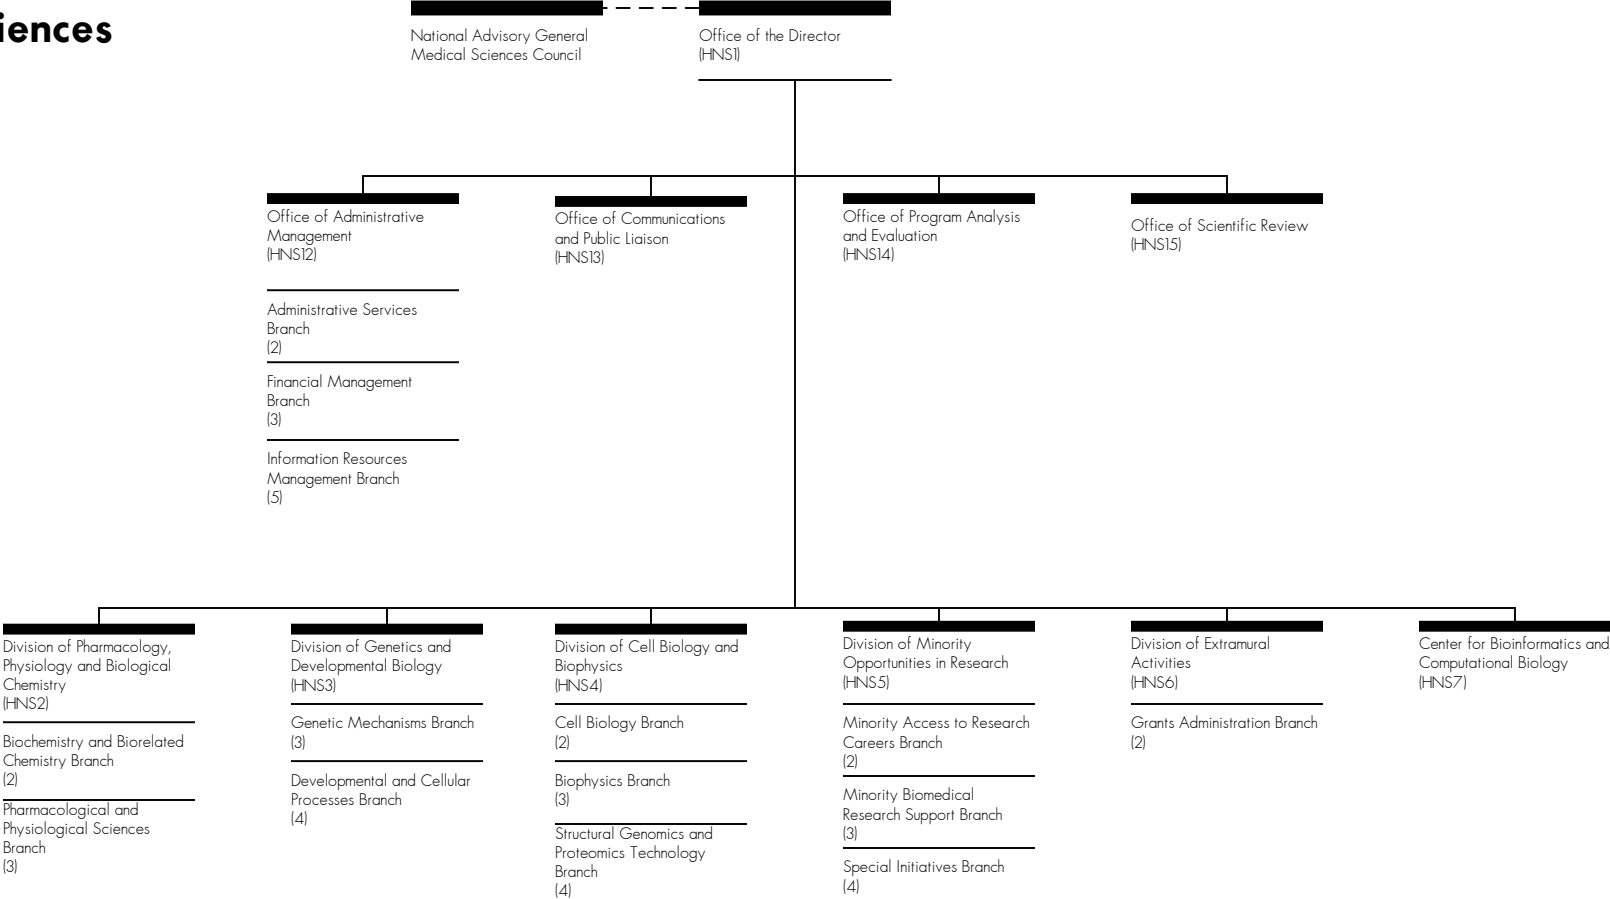 iences
National Advisory General
Medical Sciences Council
Office of the Director
(HNS1)
Office of Administrative
Management
(HNS12)
Administrative Services
Branch
(2)
Financial Management
Branch
(3)
Information Resources
Management Branch
(5)
Office of Communications
and Public Liaison
(HNS13)
Office of Program Analysis
and Evaluation
(HNS14)
Office of Scientific Review
(HNS15)
Division of Pharmacology,
Physiology and Biological
Chemistry
(HNS2)
Biochemistry and Biorelated
Chemistry Branch
(2)
Pharmacological and
Physiological Sciences
Branch
(3)
Division of Genetics and
Developmental Biology
(HNS3)
Genetic Mechanisms Branch
(3)
Developmental and Cellular
Processes Branch
(4)
Division of Cell Biology and
Biophysics
(HNS4)
Cell Biology Branch
(2)
Biophysics Branch
(3)
Structural Genomics and
Proteomics Technology
Branch
(4)
Division of Minority
Opportunities in Research
(HNS5)
Minority Access to Research
Careers Branch
(2)
Minority Biomedical
Research Support Branch
(3)
Special Initiatives Branch
(4)
Division of Extramural
Activities
(HNS6)
Grants Administration Branch
(2)
Center for Bioinformatics and
Computational Biology
(HNS7)